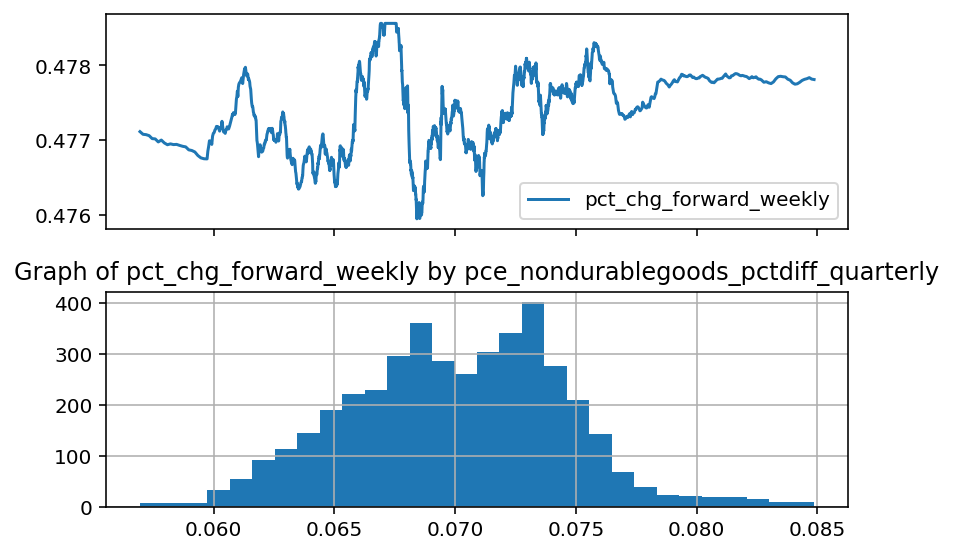 0.478
0.477
0.476
pct_chg_forward_weekly
Graph of pct_chg_forward_weekly by pce_nondurablegoods_pctdiff_quarterly
400
300
200
100
0
0.060 0.065 0.070 0.075 0.080 0.085